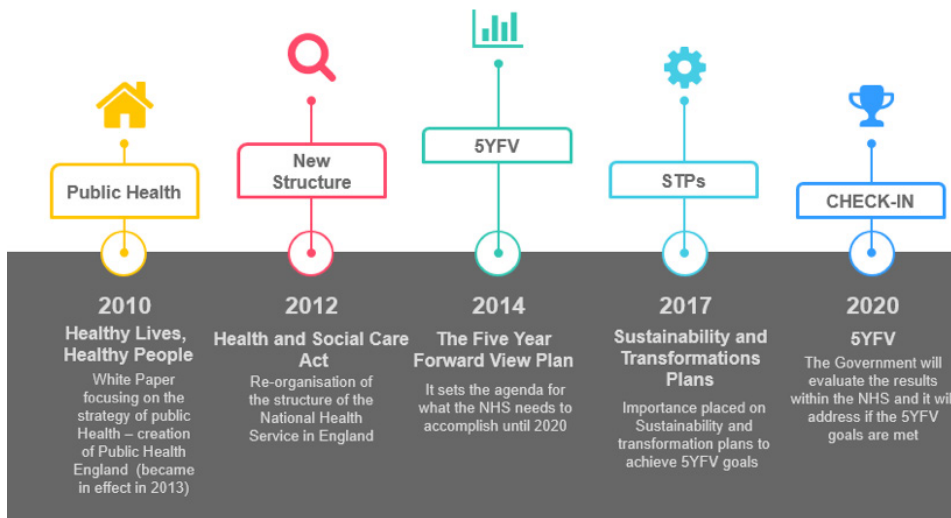 Public Health
New
Structure
5YFV
STPs
CHECK-IN
2010
Healthy Lives,
Healthy People
White Paper
focusing on the
strategy of public
Health – creation
of Public Health
England (became
in effect in 2013)
2012
Health and Social Care
Act
Re-organisation of
the structure of the
National Health
Service in England
2014
The Five Year
Forward View Plan
It sets the agenda for
what the NHS needs to
accomplish until 2020
2017
Sustainability and
Transformations
Plans
Importance placed on
Sustainability and
transformation plans to
achieve 5YFV goals
2020
5YFV
The Government will
evaluate the results
within the NHS and it wil
address if the 5YFV
goals are met